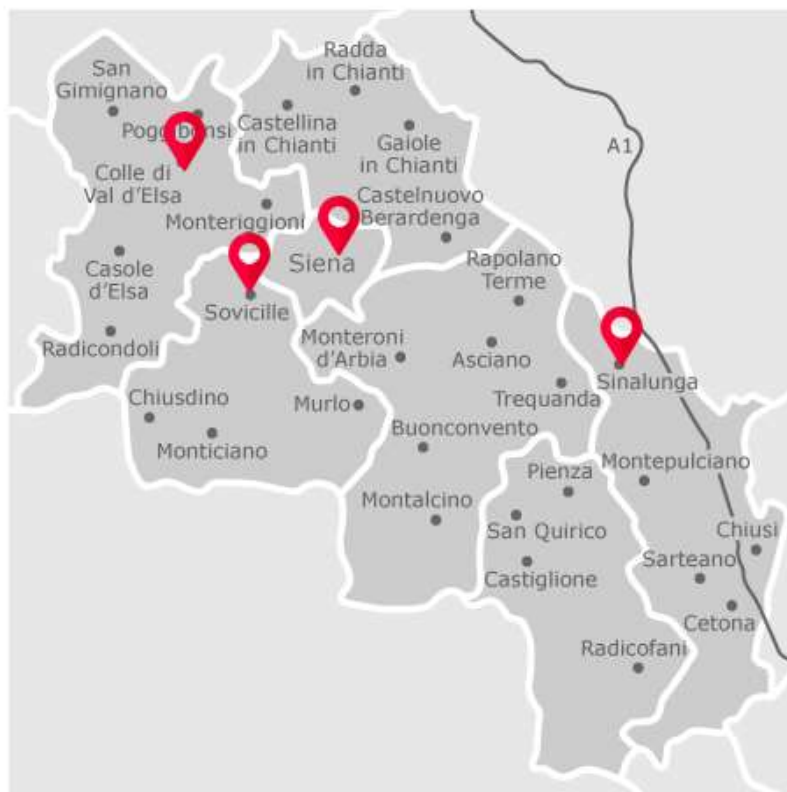 San
Gimignano
Radda
in Chianti
Poggibonsi
Castellina
in Chianti
Gaiole
in Chianti
A1
Colle di
Val d'Elsa
Castelnuovo
Berardenga
Monteriggioni
Casole
d'Elsa
Siena
Rapolano
Terme
Sovicille
Radicondoli
Monteroni
d'Arbia
Asciano
Sinalunga
Chiusdino
Murlo
Trequanda
Monticiano
Buonconvento
Pienza
Montepulciano
Montalcino
San Quirico
Chiusi
Castiglione
Sarteano
Cetona
Radicofani